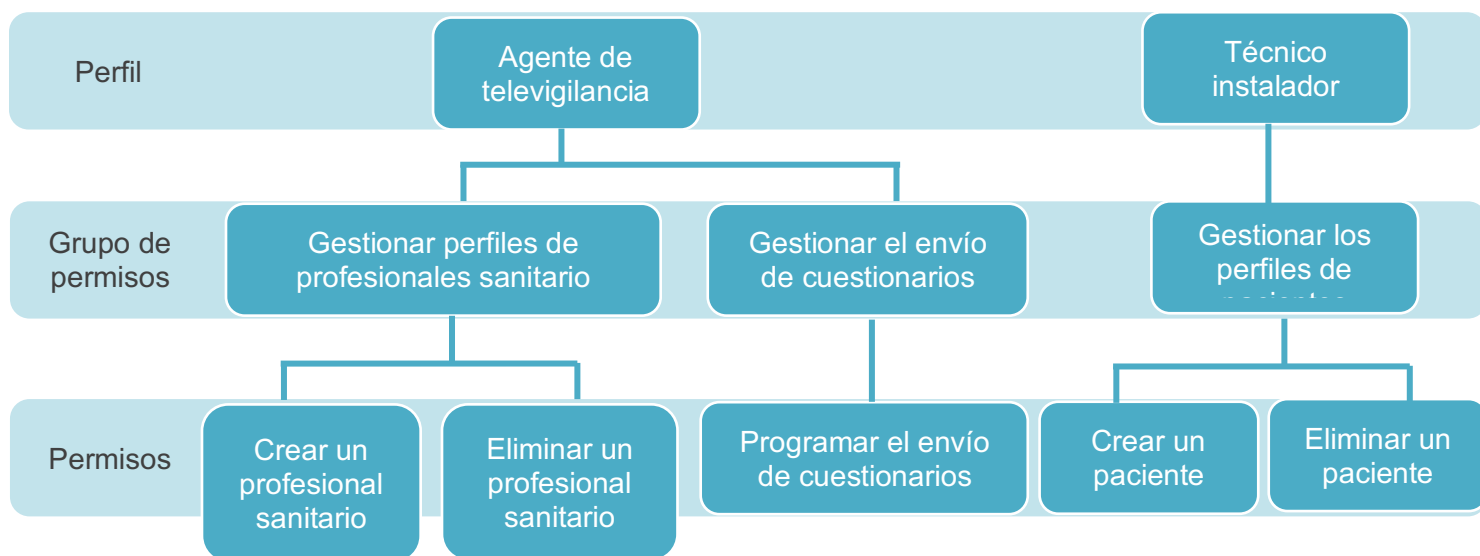 Perfil
Agente de
televigilancia
Técnico
instalador
Grupo de
permisos
Gestionar perfiles de
profesionales sanitario
Gestionar el envío
de cuestionarios
Gestionar los
perfiles de
Permisos
Crear un
profesional
sanitario
Eliminar un
profesional
sanitario
Programar el envío
de cuestionarios
Crear un
paciente
Eliminar un
paciente